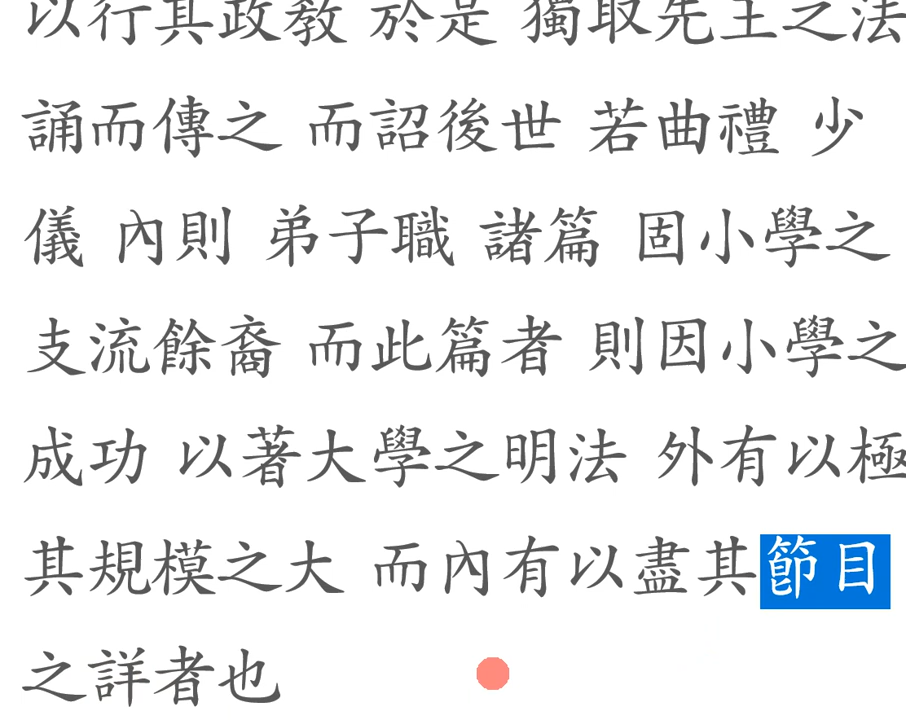 以行其政教 於是 獨取先王之法
誦而傳之 而詔後世 若曲禮 少
儀 內則 弟子職 諸篇 固小學之
支流餘裔 而此篇者 則因小學之
成功 以著大學之明法 外有以極
其規模之大 而內有以盡其節目
之詳者也